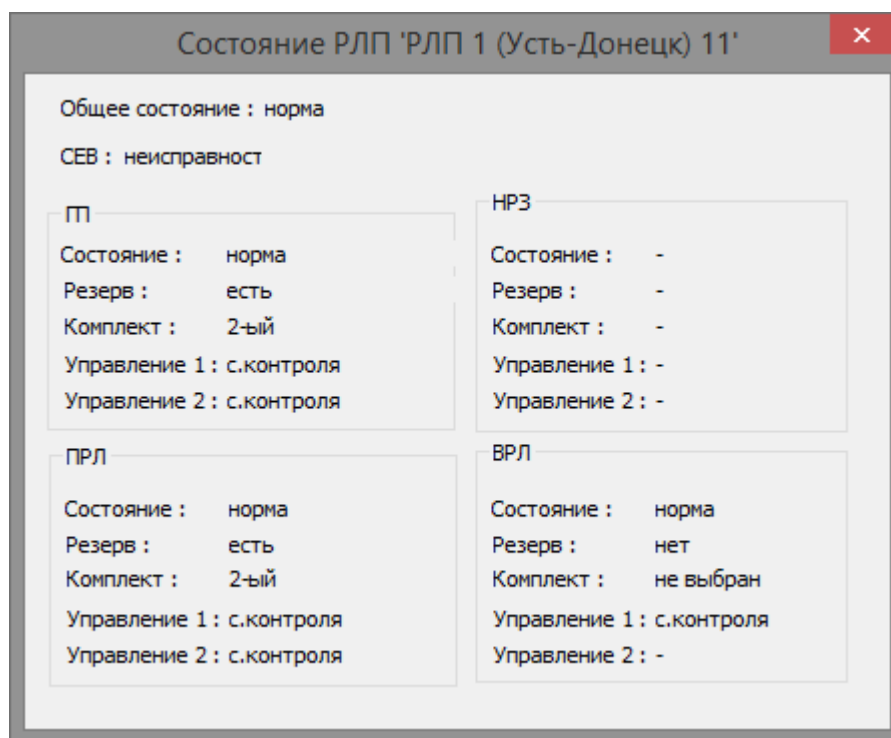 Состояние РЛП 'РЛП 1 (Усть-Донецк) 11'
Общее состояние : норма
СЕВ : неисправност
ГП
Состояние : норма
Резерв : есть
Комплект : 2-ый
Управление 1 : с.контроля
Управление 2 : с.контроля
НРЗ
Состояние : -
Резерв : -
Комплект : -
Управление 1 : -
Управление 2 : -
ПРЛ
Состояние : норма
Резерв : есть
Комплект : 2-ый
Управление 1 : с.контроля
Управление 2 : с.контроля
ВРЛ
Состояние : норма
Резерв : нет
Комплект : не выбран
Управление 1 : с.контроля
Управление 2 : -